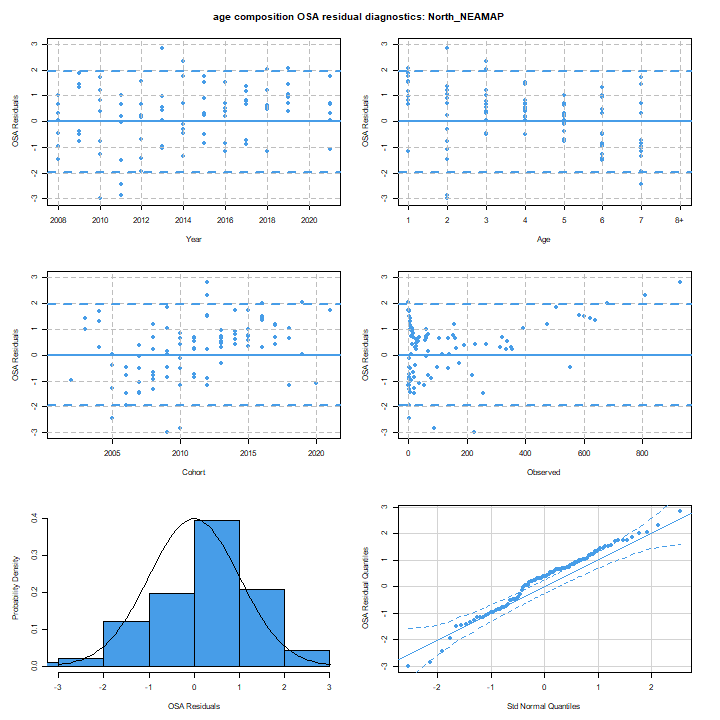 age composition OSA residual diagnostics: North_NEAMAP
OSA Residuals
3
2
1
0
-1
-2
-3
2008 2010 2012 2014 2016 2018 2020
Year
OSA Residuals
3
2
1
0
-1
-2
-3
1 2 3 4 5 6 7 8+
Age
OSA Residuals
3
2
1
0
-1
-2
-3
2005 2010 2015 2020
Cohort
OSA Residuals
3
2
1
0
-1
-2
-3
0 200 400 600 800
Observed
Probability Density
0.4
0.3
0.2
0.1
0.0
-3 -2 -1 0 1 2 3
OSA Residuals
OSA Residual Quantiles
3
2
1
0
-1
-2
-3
-2 -1 0 1 2
Std Normal Quantiles